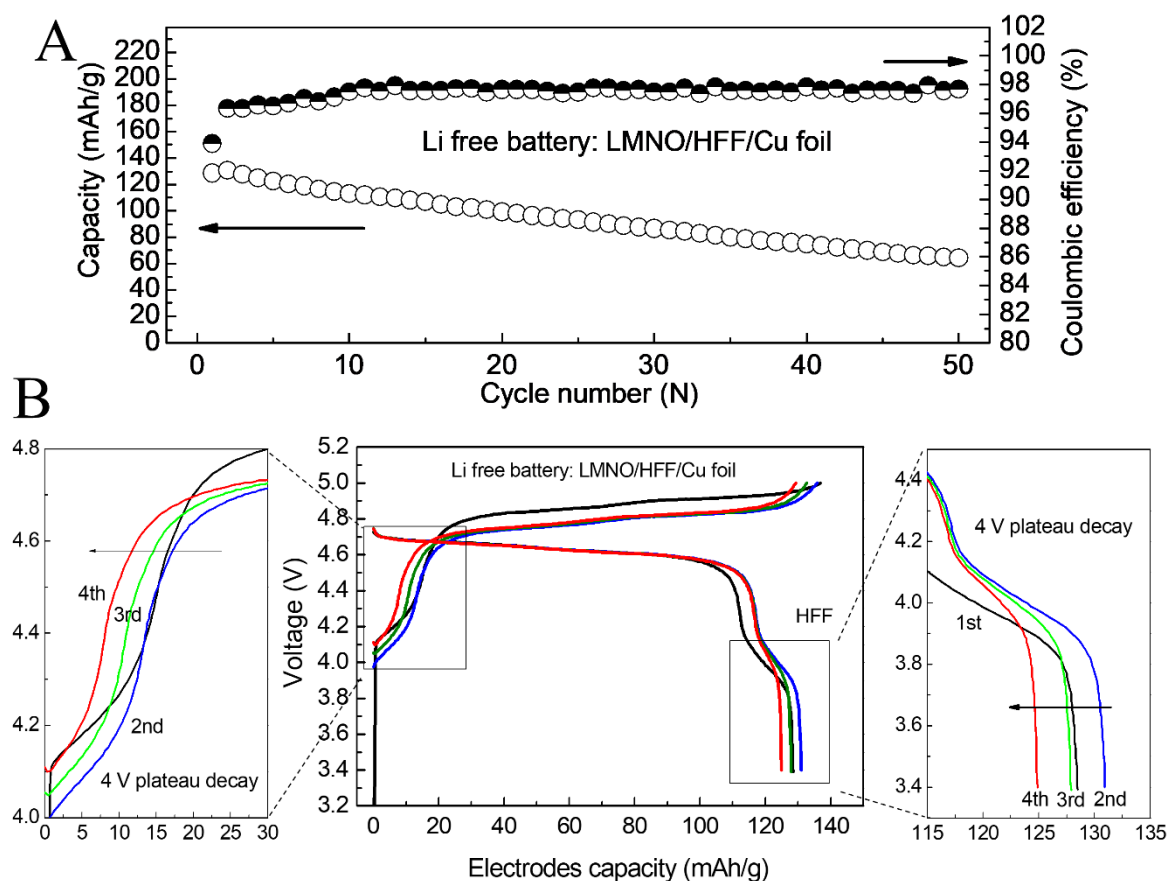 A
Capacity (mAh/g)
220
200
180
160
140
120
100
80
60
40
20
0
Li free battery: LMNO/HFF/Cu foil
102
100
98
96
94
92
90
88
86
84
82
80
Coulombic efficiency (%)
0 10 20 30 40 50
Cycle number (N)
B
4.8
4.6
4.4
4.2
4.0
4th
3rd
2nd
4 V plateau decay
0 5 10 15 20 25 30
Voltage (V)
5.2
5.0
4.8
4.6
4.4
4.2
4.0
3.8
3.6
3.4
3.2
Li free battery: LMNO/HFF/Cu foil
HFF
0 20 40 60 80 100 120 140
Electrodes capacity (mAh/g)
4.4
4.2
4.0
3.8
3.6
3.4
4 V plateau decay
1st
4th 3rd 2nd
115 120 125 130 135